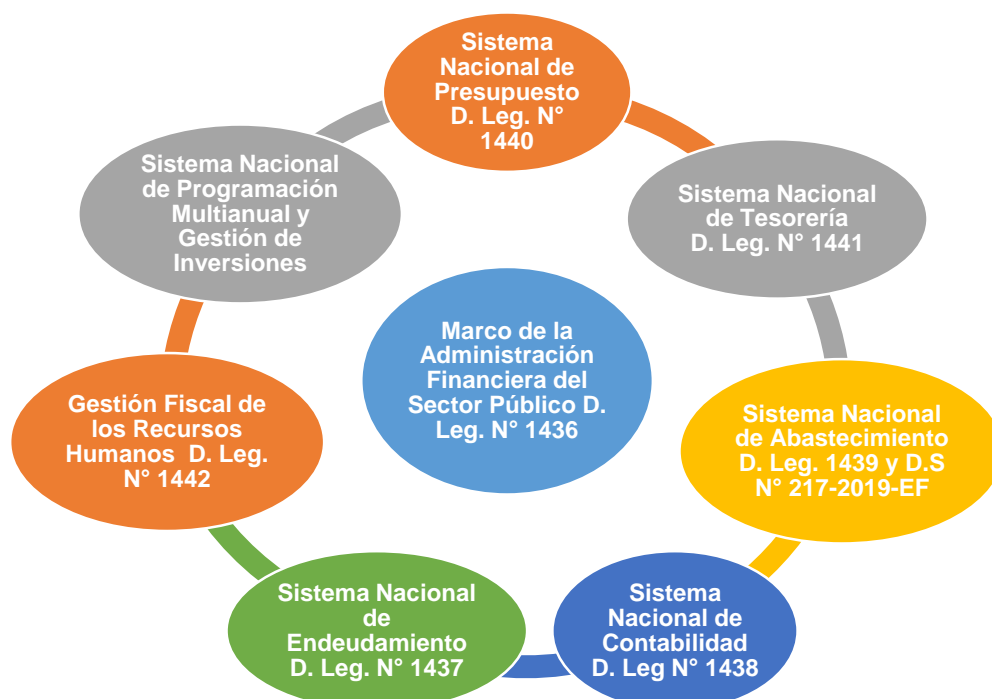 Sistema
Nacional de
Presupuesto
D. Leg. N°
1440
Sistema Nacional
de Tesorería
D. Leg. N° 1441
Sistema Nacional
de Abastecimiento
D. Leg. 1439 y D.S
N° 217-2019-EF
Sistema
Nacional de
Contabilidad
D. Leg N° 1438
Sistema Nacional
de
Endeudamiento
D. Leg. N° 1437
Gestión Fiscal de
los Recursos
Humanos D. Leg.
N° 1442
Sistema Nacional
de Programación
Multianual y
Gestión de
Inversiones
Marco de la
Administración
Financiera del
Sector Público D.
Leg. N° 1436